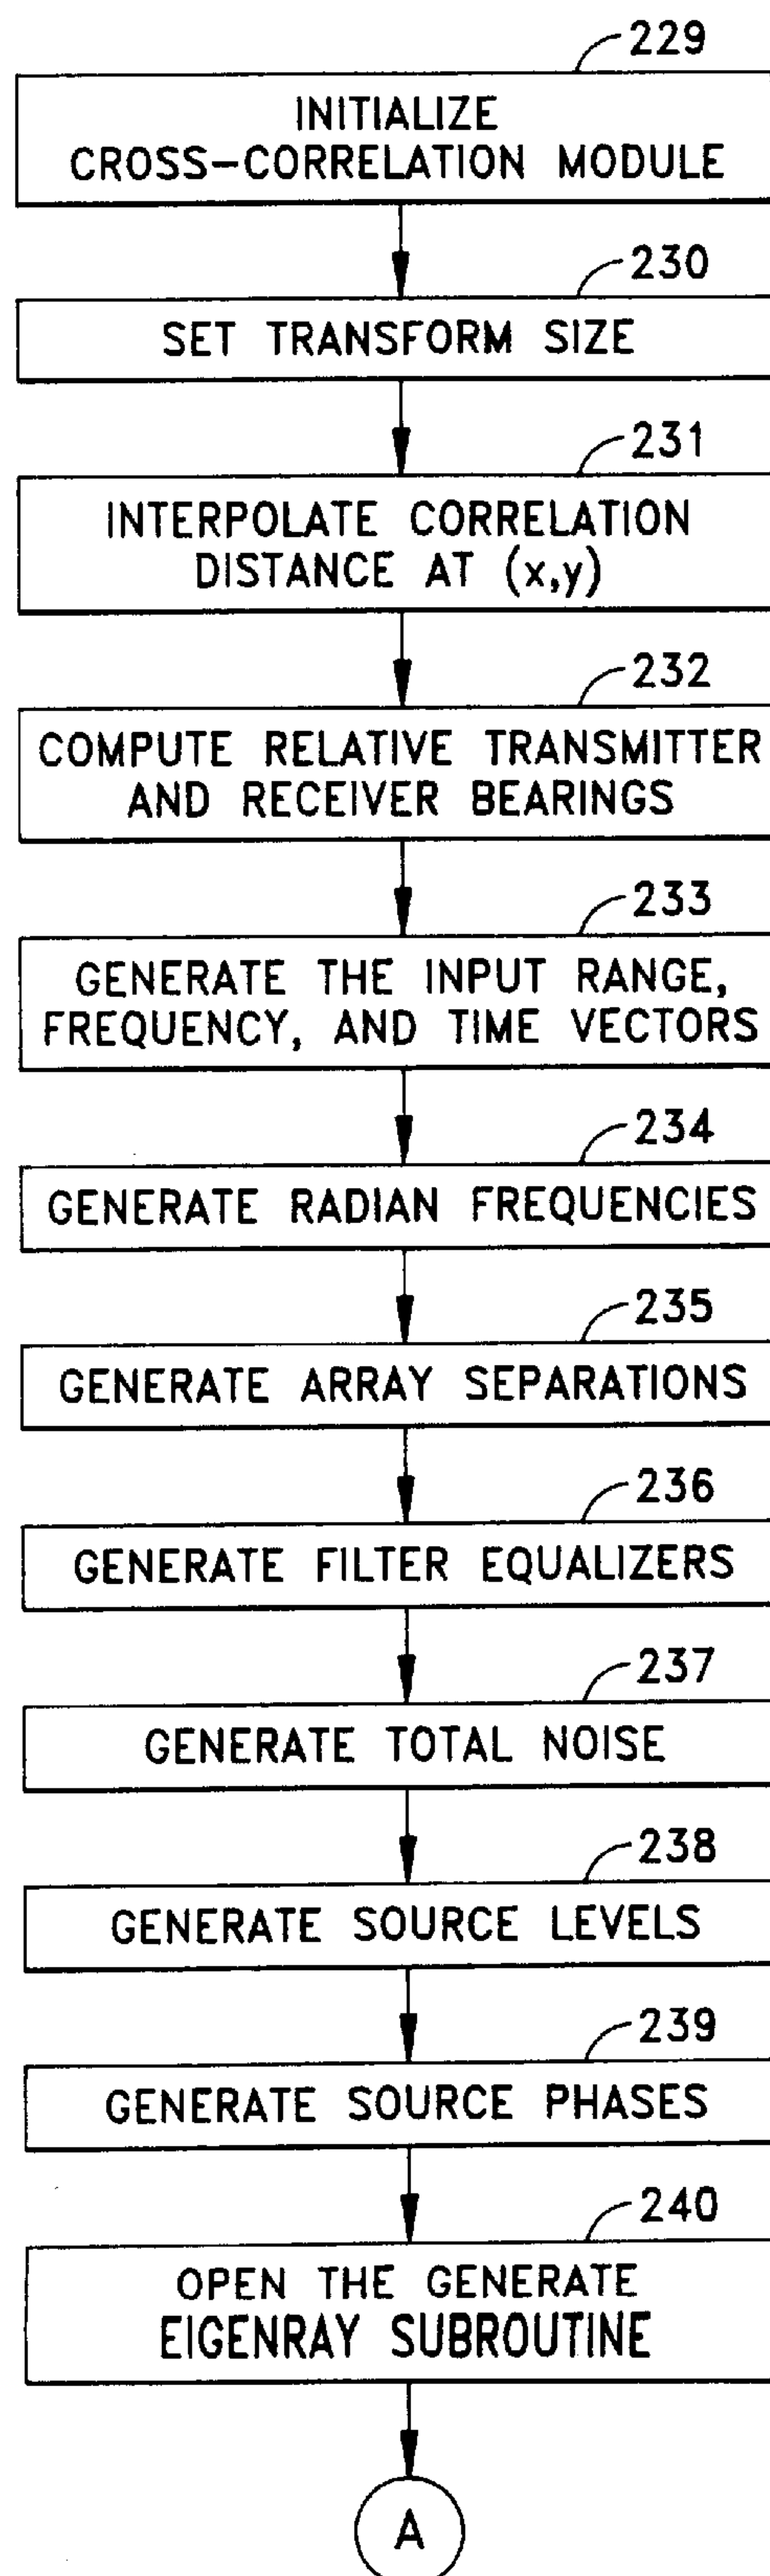 229
INITIALIZE
CROSS-CORRELATION MODULE
230
SET TRANSFORM SIZE
231
INTERPOLATE CORRELATION
DISTANCE AT (x,y)
232
COMPUTE RELATIVE TRANSMITTER
AND RECEIVER BEARINGS
233
GENERATE THE INPUT RANGE,
FREQUENCY, AND TIME VECTORS
234
GENERATE RADIAN FREQUENCIES
235
GENERATE ARRAY SEPARATIONS
236
GENERATE FILTER EQUALIZERS
237
GENERATE TOTAL NOISE
238
GENERATE SOURCE LEVELS
239
GENERATE SOURCE PHASES
240
OPEN THE GENERATE
EIGENRAY SUBROUTINE
A